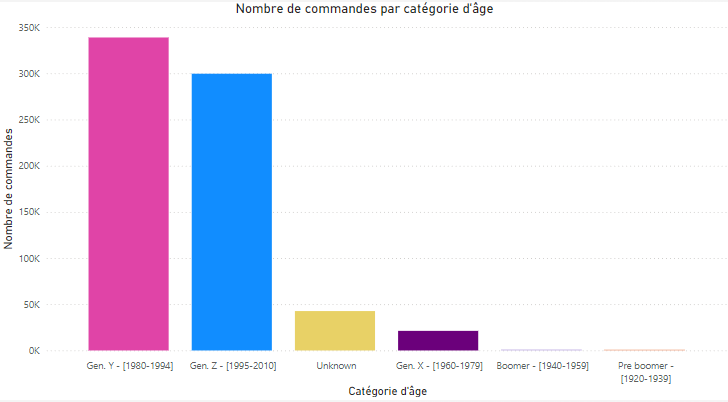 Nombre de commandes par catégorie d'âge
350K
300K
250K
200K
150K
100K
50K
0K
Nombre de commandes
Gen. Y - [1980-1994]
Gen. Z - [1995-2010]
Unknown
Gen. X - [1960-1979]
Boomer - [1940-1959]
Pre boomer -
[1920-1939]
Catégorie d'âge